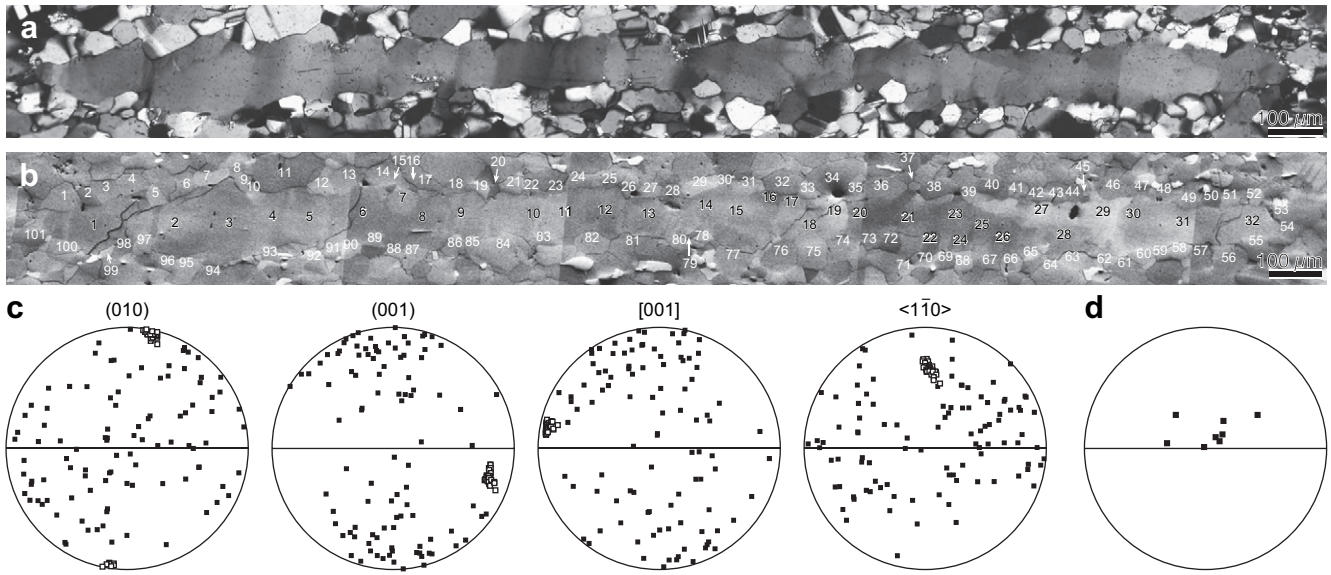 a
100 µm
b
1 2 3 4 5 6 7 8 9 10 11 12 13 14 15 16 17 18 19 20 21 22 23 24 25 26 27 28 29 30 31 32 33 34 35 36 37 38 39 40 41 42 43 44 45 46 47 48 49 50 51 52 53 54
1 2 3 4 5 6 7 8 9 10 11 12 13 14 15 16 17 18 19 20 21 22 23 24 25 26 27 28 29 30 31 32
101 100 99 98 97 96 95 94 93 92 91 90 89 88 87 86 85 84 83 82 81 80 79 78 77 76 75 74 73 72 71 70 69 68 67 66 65 64 63 62 61 60 59 58 57 56 55
100 µm
c (010) (001) [001] <11̄0> d